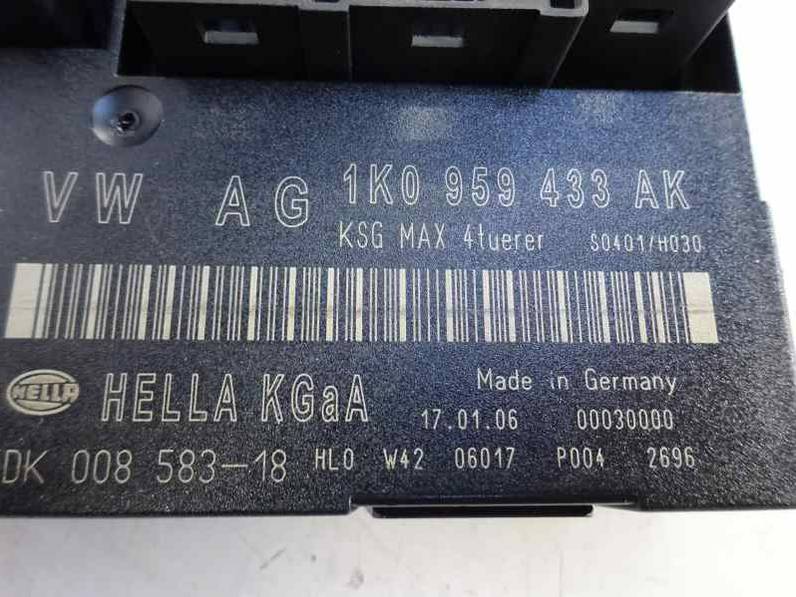 VW AG 1K0 959 433 AK
KSG MAX 4tuerer S0401/H030
HELLA HELLA KGaA Made in Germany
17.01.06 00030000
DK 008 583-18 HL0 W42 06017 P004 2696